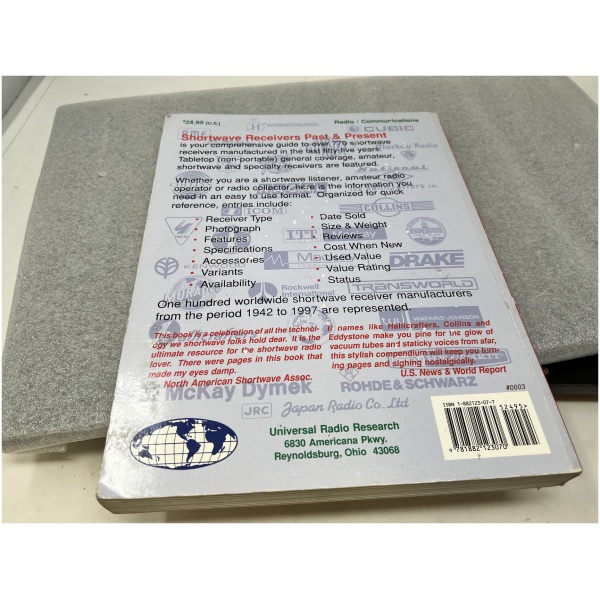 $24.95 [U.S.]
Radio / Communications
Shortwave Receivers Past & Present
is your comprehensive guide to over 770 shortwave
receivers manufactured in the last fifty-five years.
Tabletop (non-portable) general coverage, amateur,
shortwave and specialty receivers are featured.
Whether you are a shortwave listener, amateur radio
operator or radio collector, here is the information you
need in an easy to use format. Organized for quick
reference, entries include:
• Receiver Type
• Photograph
• Features
• Specifications
• Accessories
• Variants
• Availability
• Date Sold
• Size & Weight
• Reviews
• Cost When New
• Used Value
• Value Rating
• Status
One hundred worldwide shortwave receiver manufacturers
from the period 1942 to 1997 are represented.
This book is a celebration of all the technol-
ogy we shortwave folks hold dear. It is the
ultimate resource for the shortwave radio
lover. There were pages in this book that
made my eyes damp.
North American Shortwave Assoc.
If names like Hallicrafters, Collins and
Eddystone make you pine for the glow of
vacuum tubes and staticky voices from afar,
this stylish compendium will keep you turn-
ing pages and sighing nostalgically.
U.S. News & World Report
CUBIC
National
ICOM
COLLINS
ITT
KENWOOD
DRAKE
Rockwell
International
TRANSWORLD
WATKINS-JOHNSON
McKay Dymek
ROHDE & SCHWARZ
JRC Japan Radio Co., Ltd
#0003
Universal Radio Research
6830 Americana Pkwy.
Reynoldsburg, Ohio 43068
ISBN 1-882123-07-7
52495>
9 781882 123070